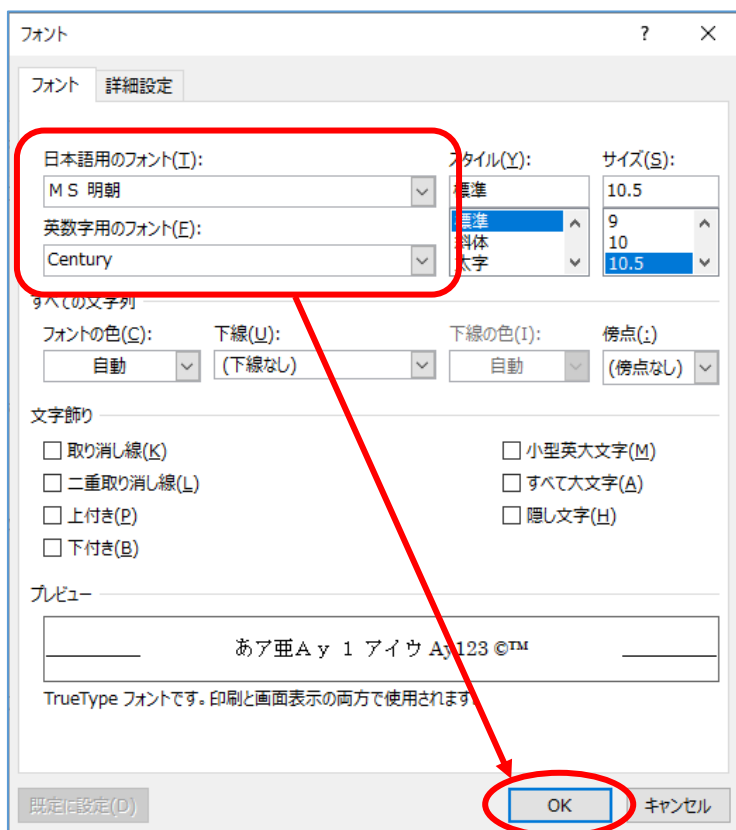 フォント ?
フォント 詳細設定
日本語用のフォント(T): スタイル(Y): サイズ(S):
ＭＳ 明朝 標準 10.5
標準 9
斜体 10
太字 10.5
英数字用のフォント(F):
Century
すべての文字列
フォントの色(C): 下線(U): 下線の色(I): 傍点(:)
自動 (下線なし) 自動 (傍点なし)
文字飾り
取り消し線(K) 小型英大文字(M)
二重取り消し線(L) すべて大文字(A)
上付き(P) 隠し文字(H)
下付き(B)
プレビュー
あア亜Ａｙ １ アイウ Ay123 ©™
TrueType フォントです。印刷と画面表示の両方で使用されます。
既定に設定(D) OK キャンセル